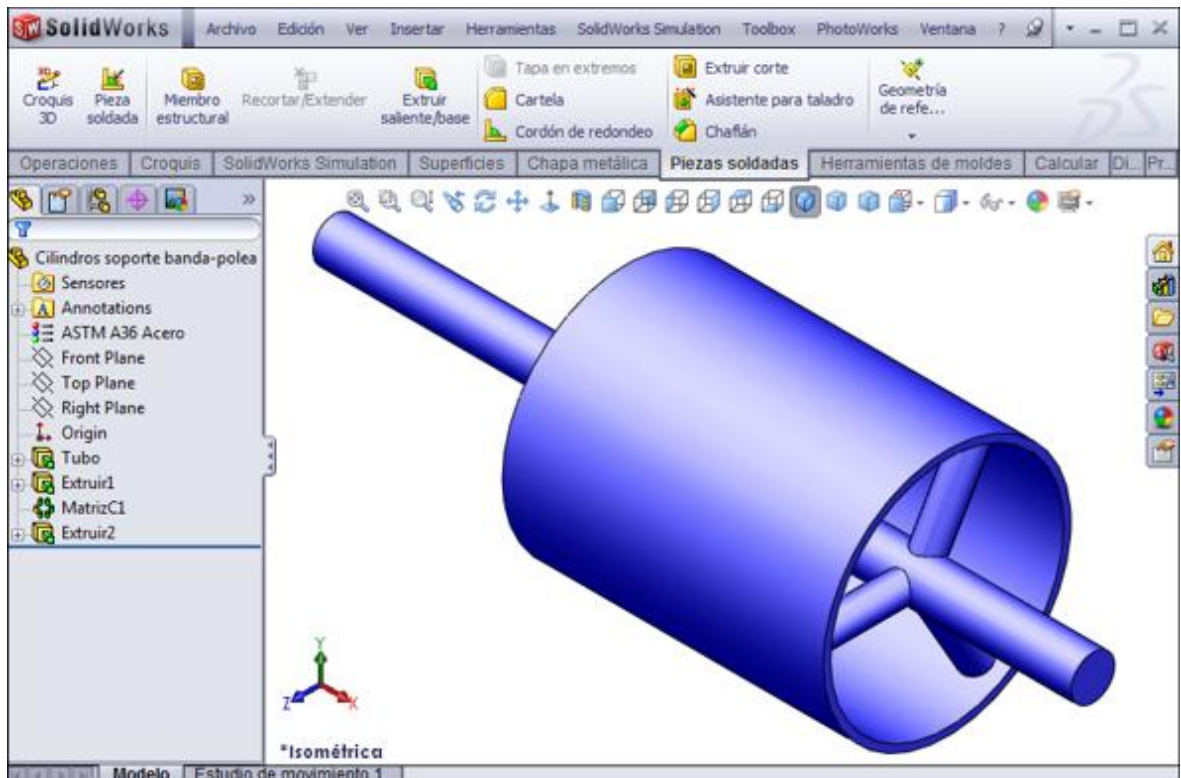 SolidWorks Archivo Edición Ver Insertar Herramientas SolidWorks Simulation Toolbox PhotoWorks Ventana ?
Croquis 3D
Pieza soldada
Miembro estructural
Recortar/Extender
Extruir saliente/base
Tapa en extremos
Cartela
Cordón de redondeo
Extruir corte
Asistente para taladro
Chaflán
Geometría de refe...
Operaciones Croquis SolidWorks Simulation Superficies Chapa metálica Piezas soldadas Herramientas de moldes Calcular Di... Pr...
Cilindros soporte banda-polea
Sensores
Annotations
ASTM A36 Acero
Front Plane
Top Plane
Right Plane
Origin
Tubo
Extruir1
MatrizC1
Extruir2
Y
Z X
*Isométrica
Modelo Estudio de movimiento 1